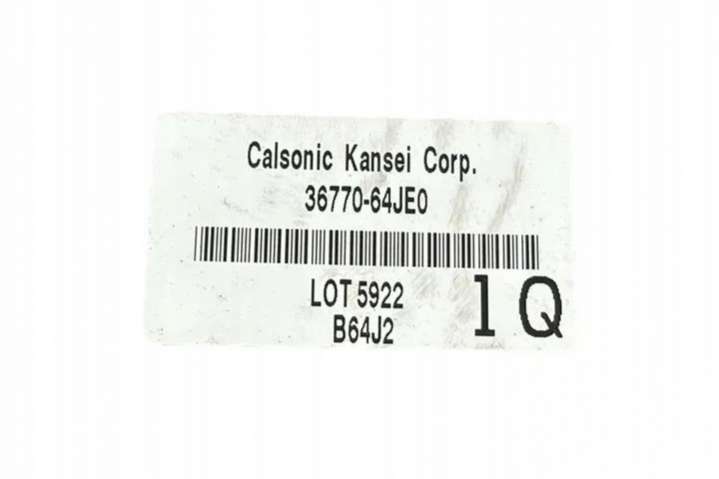 Calsonic Kansei Corp.
36770-64JE0
LOT 5922
B64J2
1Q